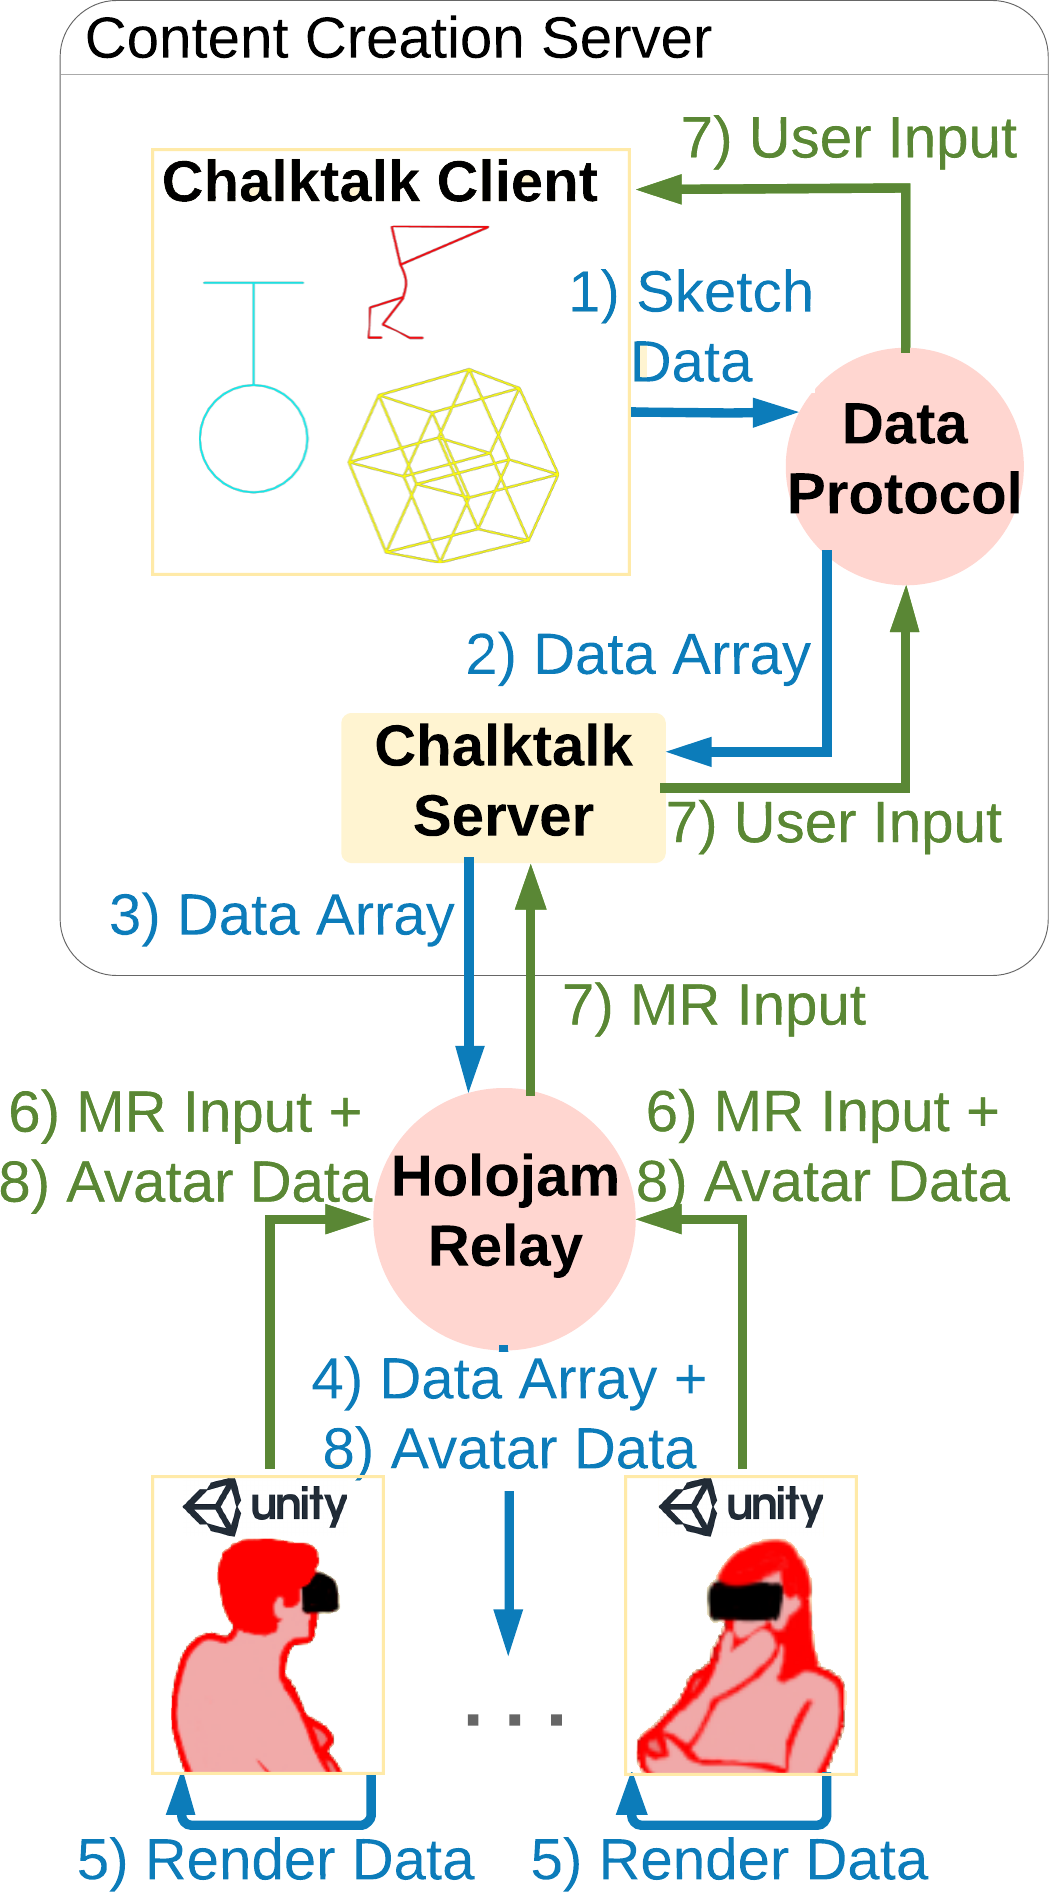 Content Creation Server
7) User Input
Chalktalk Client
1) Sketch
Data
Data
Protocol
2) Data Array
Chalktalk
Server
7) User Input
3) Data Array
7) MR Input
6) MR Input +
8) Avatar Data
6) MR Input +
8) Avatar Data
Holojam
Relay
4) Data Array +
8) Avatar Data
unity
unity
...
5) Render Data
5) Render Data